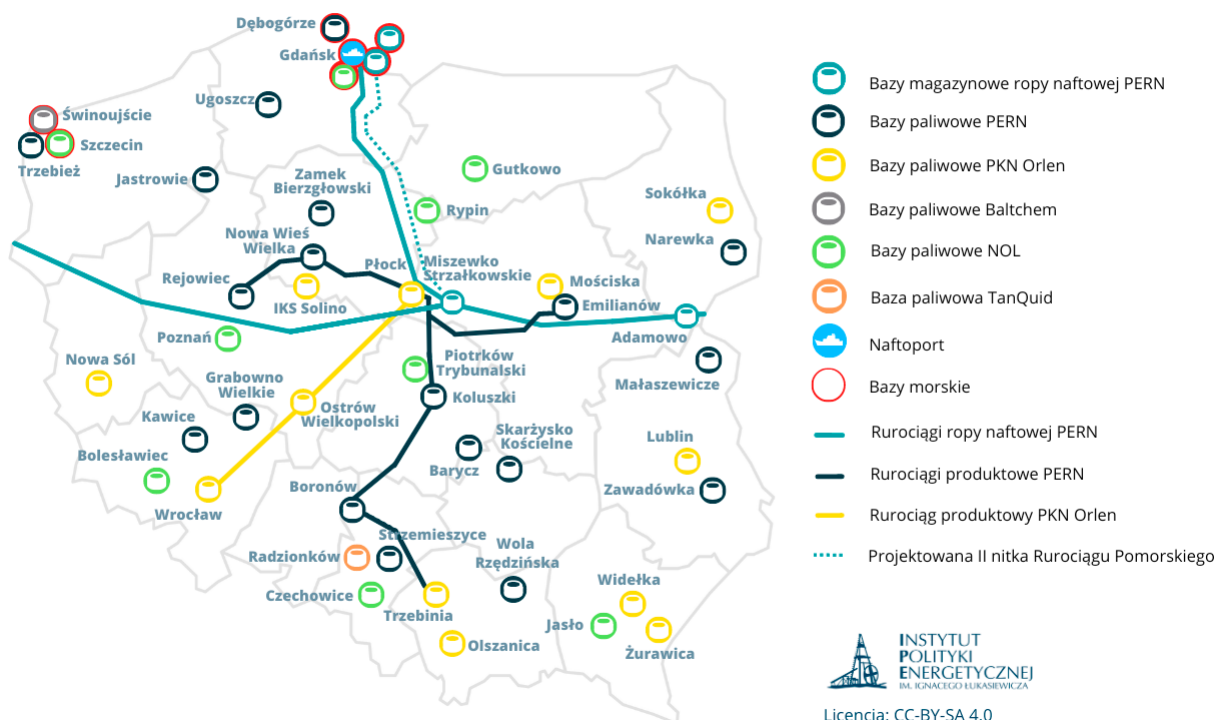 Dębogórze
Gdańsk
Ugoszcz
Świnoujście
Szczecin
Trzebież
Jastrowie
Zamek
Bierzgłowski
Gutkowo
Rypin
Sokółka
Narewka
Nowa Wieś
Wielka
Rejowiec
Płock
Miszewko
Strzałkowskie
IKS Solino
Mościska
Emilianów
Adamowo
Poznań
Nowa Sól
Grabowno
Wielkie
Ostrów
Wielkopolski
Piotrków
Trybunalski
Koluszki
Małaszewicze
Kawice
Bolesławiec
Wrocław
Skarżysko
Kościelne
Barycz
Lublin
Zawadówka
Boronów
Strzemieszyce
Radzionków
Czechowice
Trzebinia
Wola
Rzędzińska
Olszanica
Widełka
Jasło
Żurawica
Bazy magazynowe ropy naftowej PERN
Bazy paliwowe PERN
Bazy paliwowe PKN Orlen
Bazy paliwowe Baltchem
Bazy paliwowe NOL
Baza paliwowa TanQuid
Naftoport
Bazy morskie
Rurociągi ropy naftowej PERN
Rurociągi produktowe PERN
Rurociąg produktowy PKN Orlen
Projektowana II nitka Rurociągu Pomorskiego
INSTYTUT
POLITYKI
ENERGETYCZNEJ
IM. IGNACEGO ŁUKASIEWICZA
Licencja: CC-BY-SA 4.0